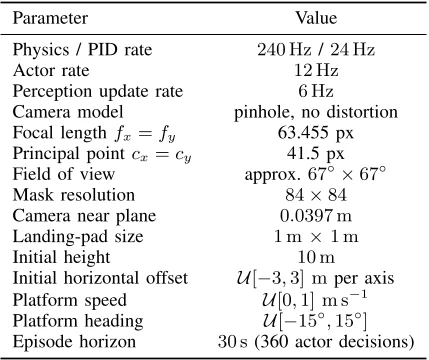 Parameter Value
Physics / PID rate 240 Hz / 24 Hz
Actor rate 12 Hz
Perception update rate 6 Hz
Camera model pinhole, no distortion
Focal length fₓ = fᵧ 63.455 px
Principal point cₓ = cᵧ 41.5 px
Field of view approx. 67° × 67°
Mask resolution 84 × 84
Camera near plane 0.0397 m
Landing-pad size 1 m × 1 m
Initial height 10 m
Initial horizontal offset 𝒰[−3, 3] m per axis
Platform speed 𝒰[0, 1] m s⁻¹
Platform heading 𝒰[−15°, 15°]
Episode horizon 30 s (360 actor decisions)